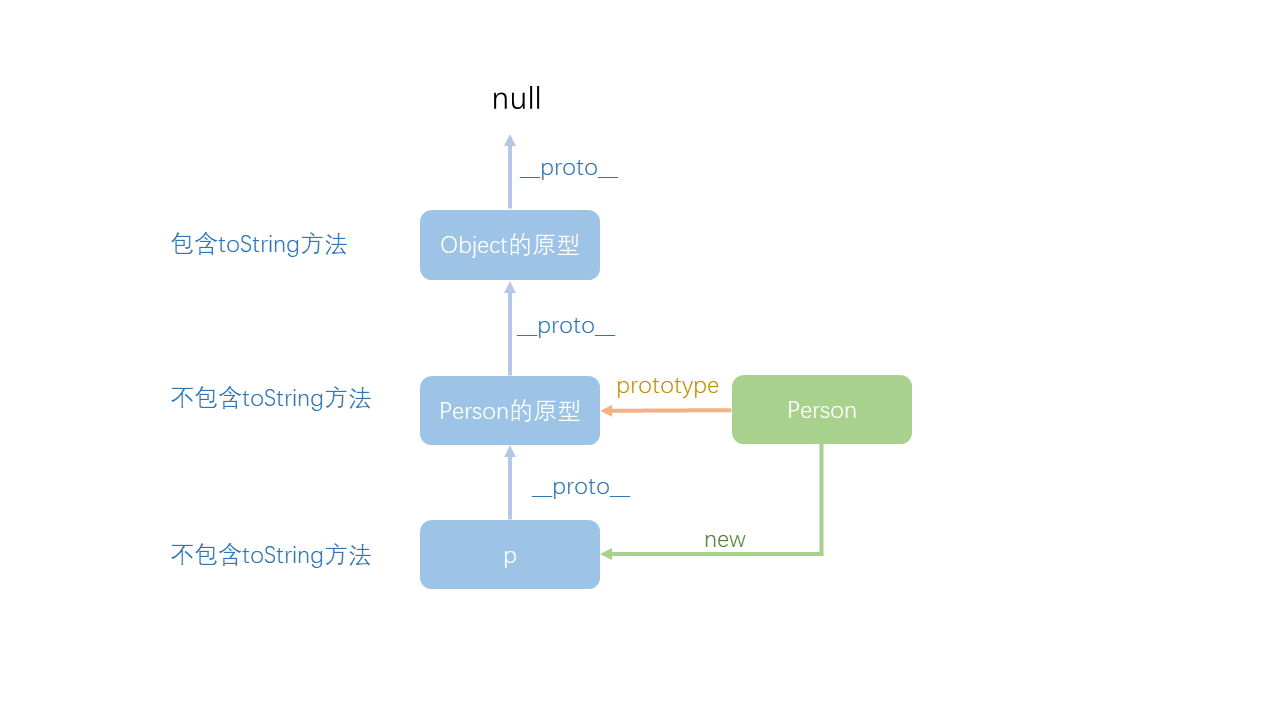 null
__proto__
包含toString方法
Object的原型
__proto__
不包含toString方法
Person的原型
prototype
Person
__proto__
new
不包含toString方法
p